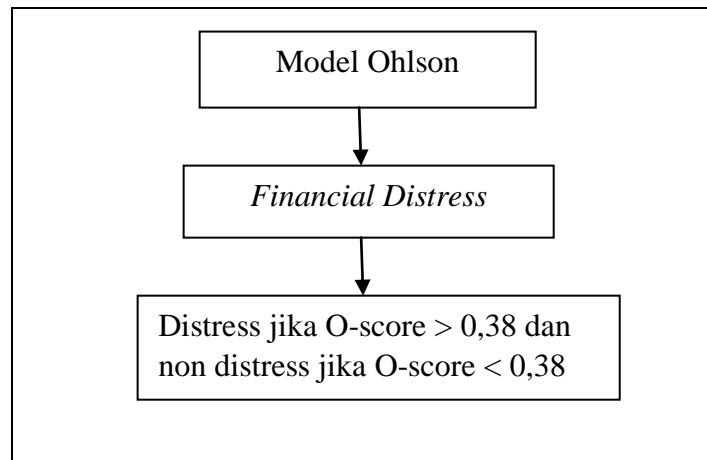 Model Ohlson
Financial Distress
Distress jika O-score > 0,38 dan
non distress jika O-score < 0,38